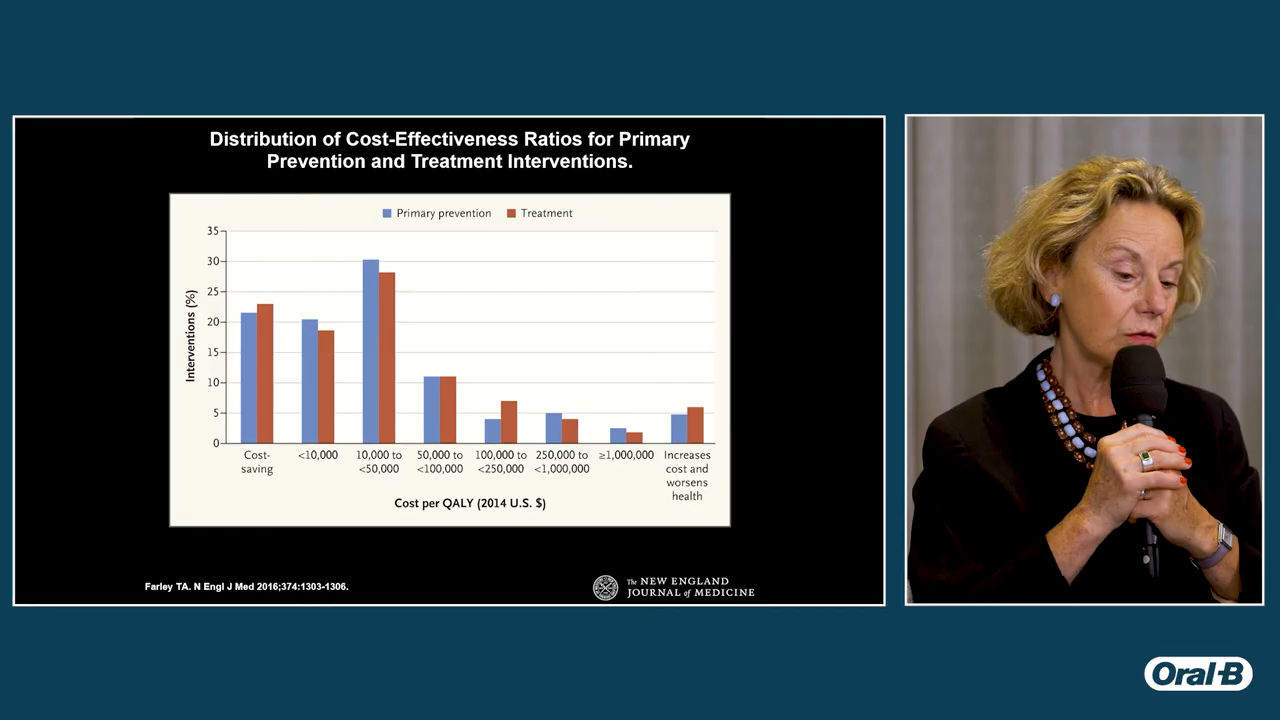 Distribution of Cost-Effectiveness Ratios for Primary
Prevention and Treatment Interventions.
Primary prevention Treatment
35
30
25
20
15
10
5
0
Interventions (%)
Cost-
saving
<10,000
10,000 to
<50,000
50,000 to
<100,000
100,000 to
<250,000
250,000 to
<1,000,000
≥1,000,000
Increases
cost and
worsens
health
Cost per QALY (2014 U.S. $)
Farley TA. N Engl J Med 2016;374:1303-1306.
The NEW ENGLAND
JOURNAL of MEDICINE
Oral-B